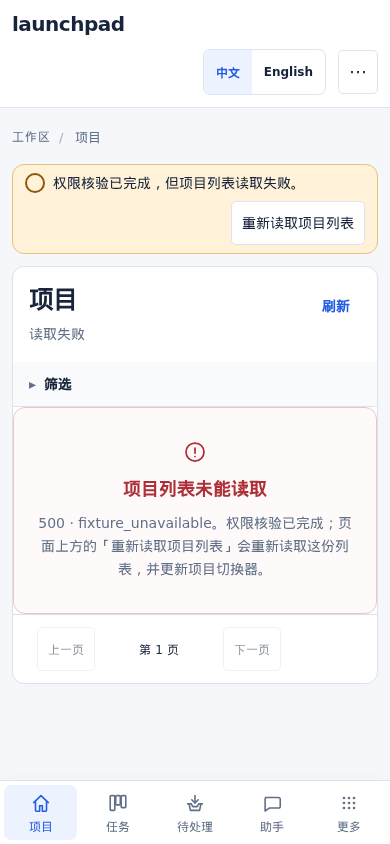 launchpad
中文 English ...
工作区 / 项目
权限核验已完成，但项目列表读取失败。
重新读取项目列表
项目
刷新
读取失败
▸ 筛选
项目列表未能读取
500 · fixture_unavailable。权限核验已完成；页
面上方的「重新读取项目列表」会重新读取这份列
表，并更新项目切换器。
上一页 第 1 页 下一页
项目 任务 待处理 助手 更多